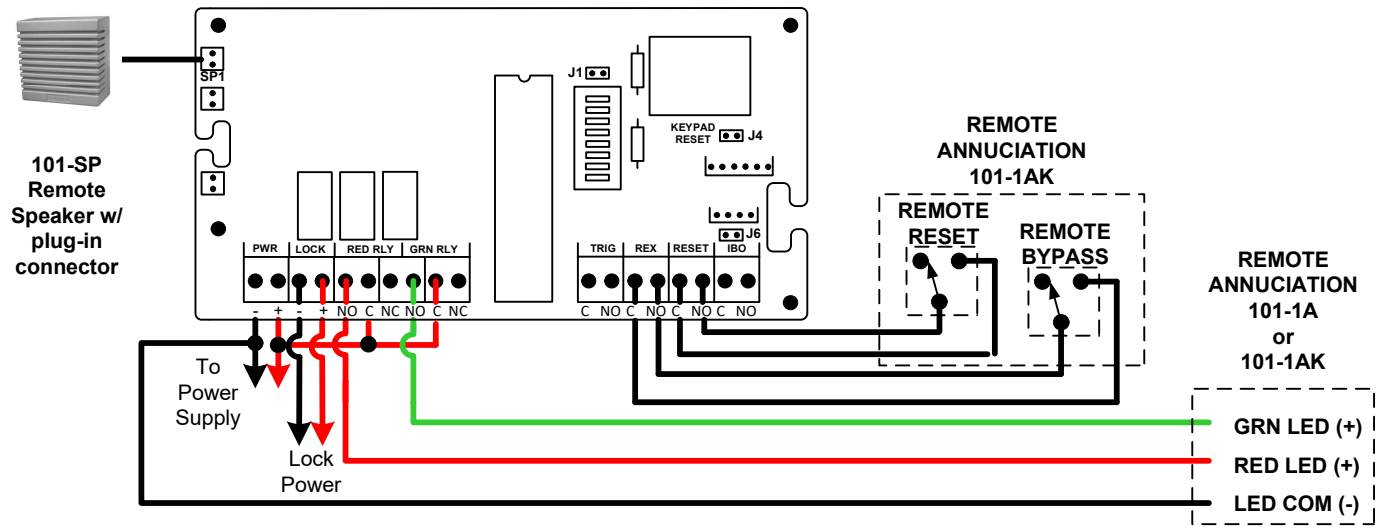 SP1
101-SP
Remote
Speaker w/
plug-in
connector
J1
KEYPAD
RESET
J4
J6
PWR LOCK RED RLY GRN RLY
- + - + NO C NC NO C NC
TRIG REX RESET IBO
C NO C NO C NO C NO
To
Power
Supply
Lock
Power
REMOTE
ANNUCIATION
101-1AK
REMOTE
RESET
REMOTE
BYPASS
REMOTE
ANNUCIATION
101-1A
or
101-1AK
GRN LED (+)
RED LED (+)
LED COM (-)